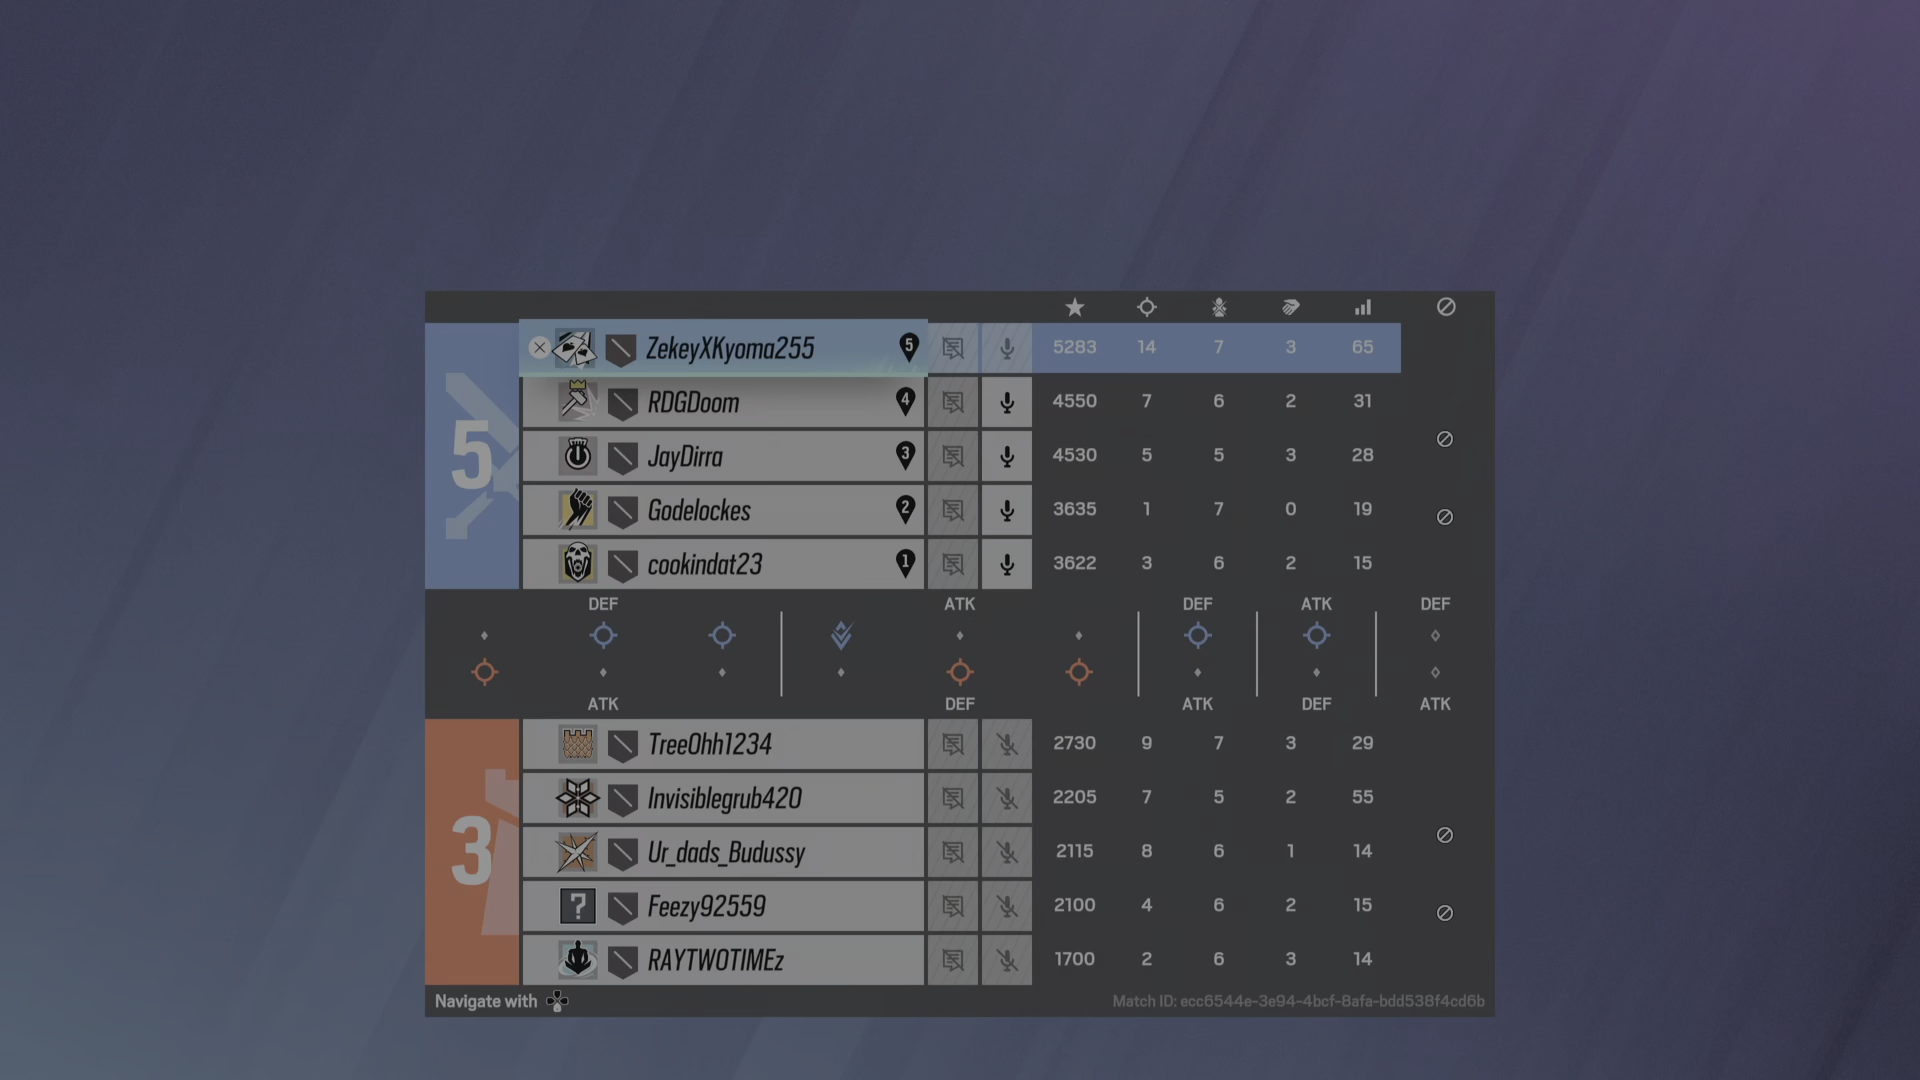 5
ZekeyXKyoma255 5 5283 14 7 3 65
RDGDoom 4 4550 7 6 2 31
JayDirra 3 4530 5 5 3 28
Godelockes 2 3635 1 7 0 19
cookindat23 1 3622 3 6 2 15
DEF ATK DEF ATK DEF
ATK DEF ATK DEF ATK
3
TreeOhh1234 2730 9 7 3 29
Invisiblegrub420 2205 7 5 2 55
Ur_dads_Budussy 2115 8 6 1 14
? Feezy92559 2100 4 6 2 15
RAYTWOTIMEz 1700 2 6 3 14
Navigate with Match ID: ecc6544e-3e94-4bcf-8afa-bdd538f4cd6b